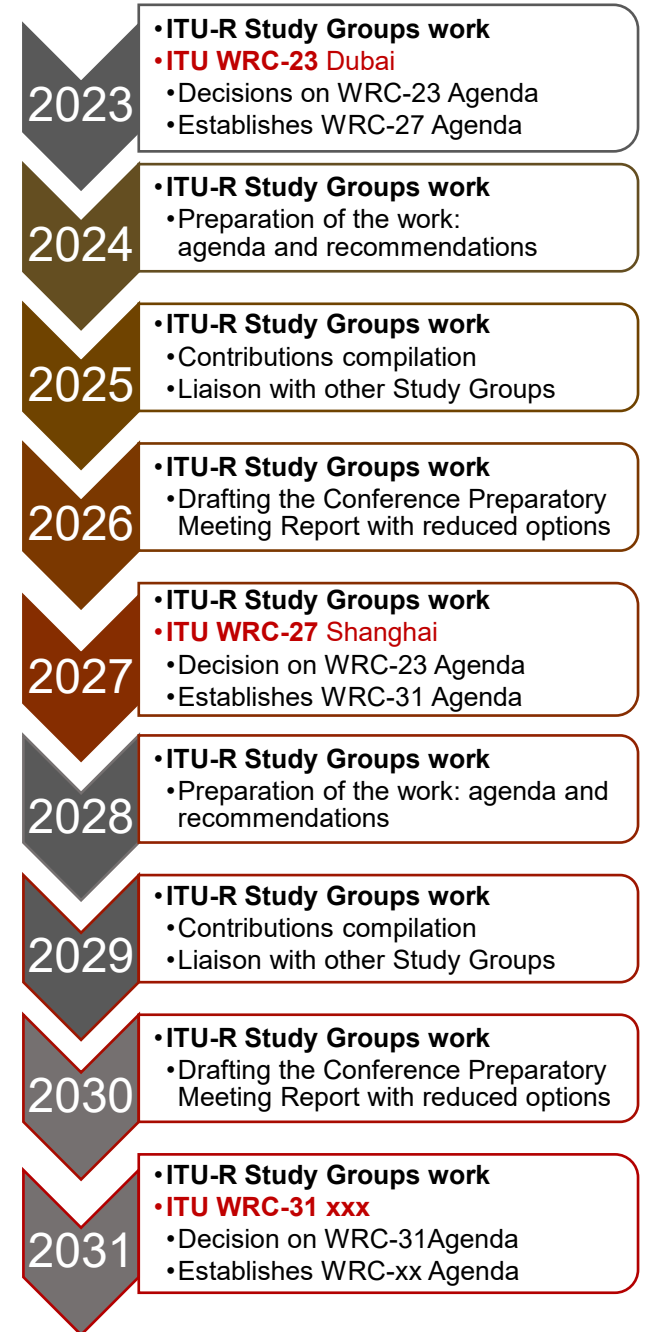 2023
•ITU-R Study Groups work
•ITU WRC-23 Dubai
•Decisions on WRC-23 Agenda
•Establishes WRC-27 Agenda
2024
•ITU-R Study Groups work
•Preparation of the work:
agenda and recommendations
2025
•ITU-R Study Groups work
•Contributions compilation
•Liaison with other Study Groups
2026
•ITU-R Study Groups work
•Drafting the Conference Preparatory
Meeting Report with reduced options
2027
•ITU-R Study Groups work
•ITU WRC-27 Shanghai
•Decision on WRC-23 Agenda
•Establishes WRC-31 Agenda
2028
•ITU-R Study Groups work
•Preparation of the work: agenda and
recommendations
2029
•ITU-R Study Groups work
•Contributions compilation
•Liaison with other Study Groups
2030
•ITU-R Study Groups work
•Drafting the Conference Preparatory
Meeting Report with reduced options
2031
•ITU-R Study Groups work
•ITU WRC-31 xxx
•Decision on WRC-31Agenda
•Establishes WRC-xx Agenda